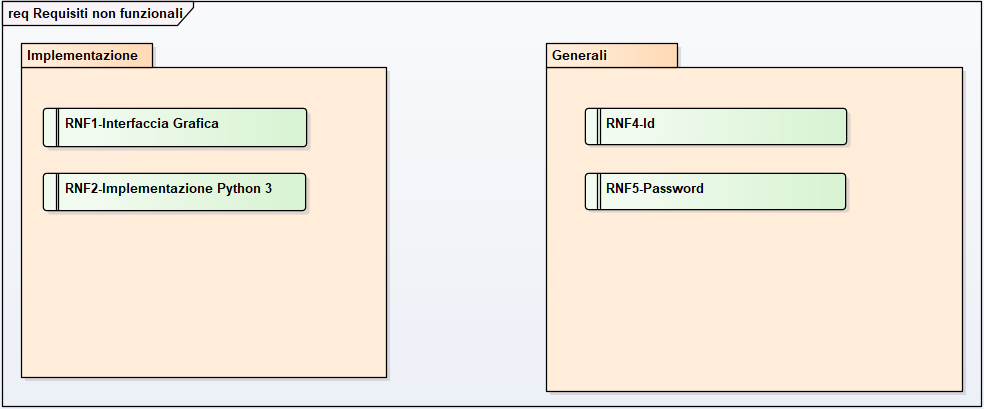 req Requisiti non funzionali
Implementazione
RNF1-Interfaccia Grafica
RNF2-Implementazione Python 3
Generali
RNF4-Id
RNF5-Password